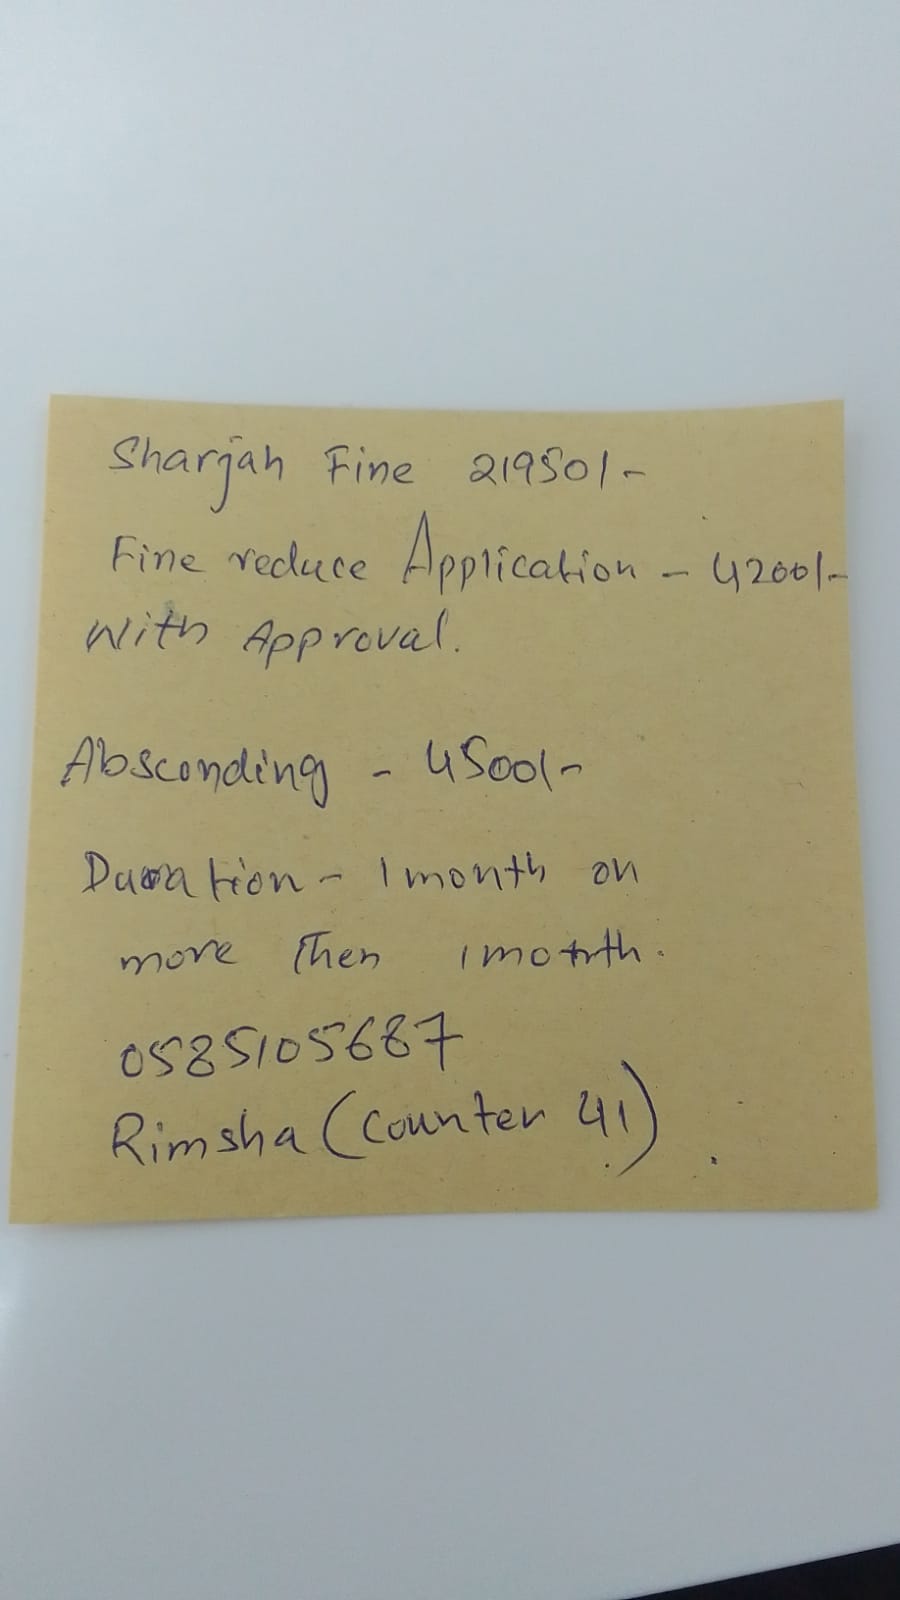 Sharjah Fine 21950/-
Fine reduce Application - 4200/-
With Approval.
Absconding - 4500/-
Duration - 1 month on
more Then 1 month.
0585105687
Rimsha (Counter 41)